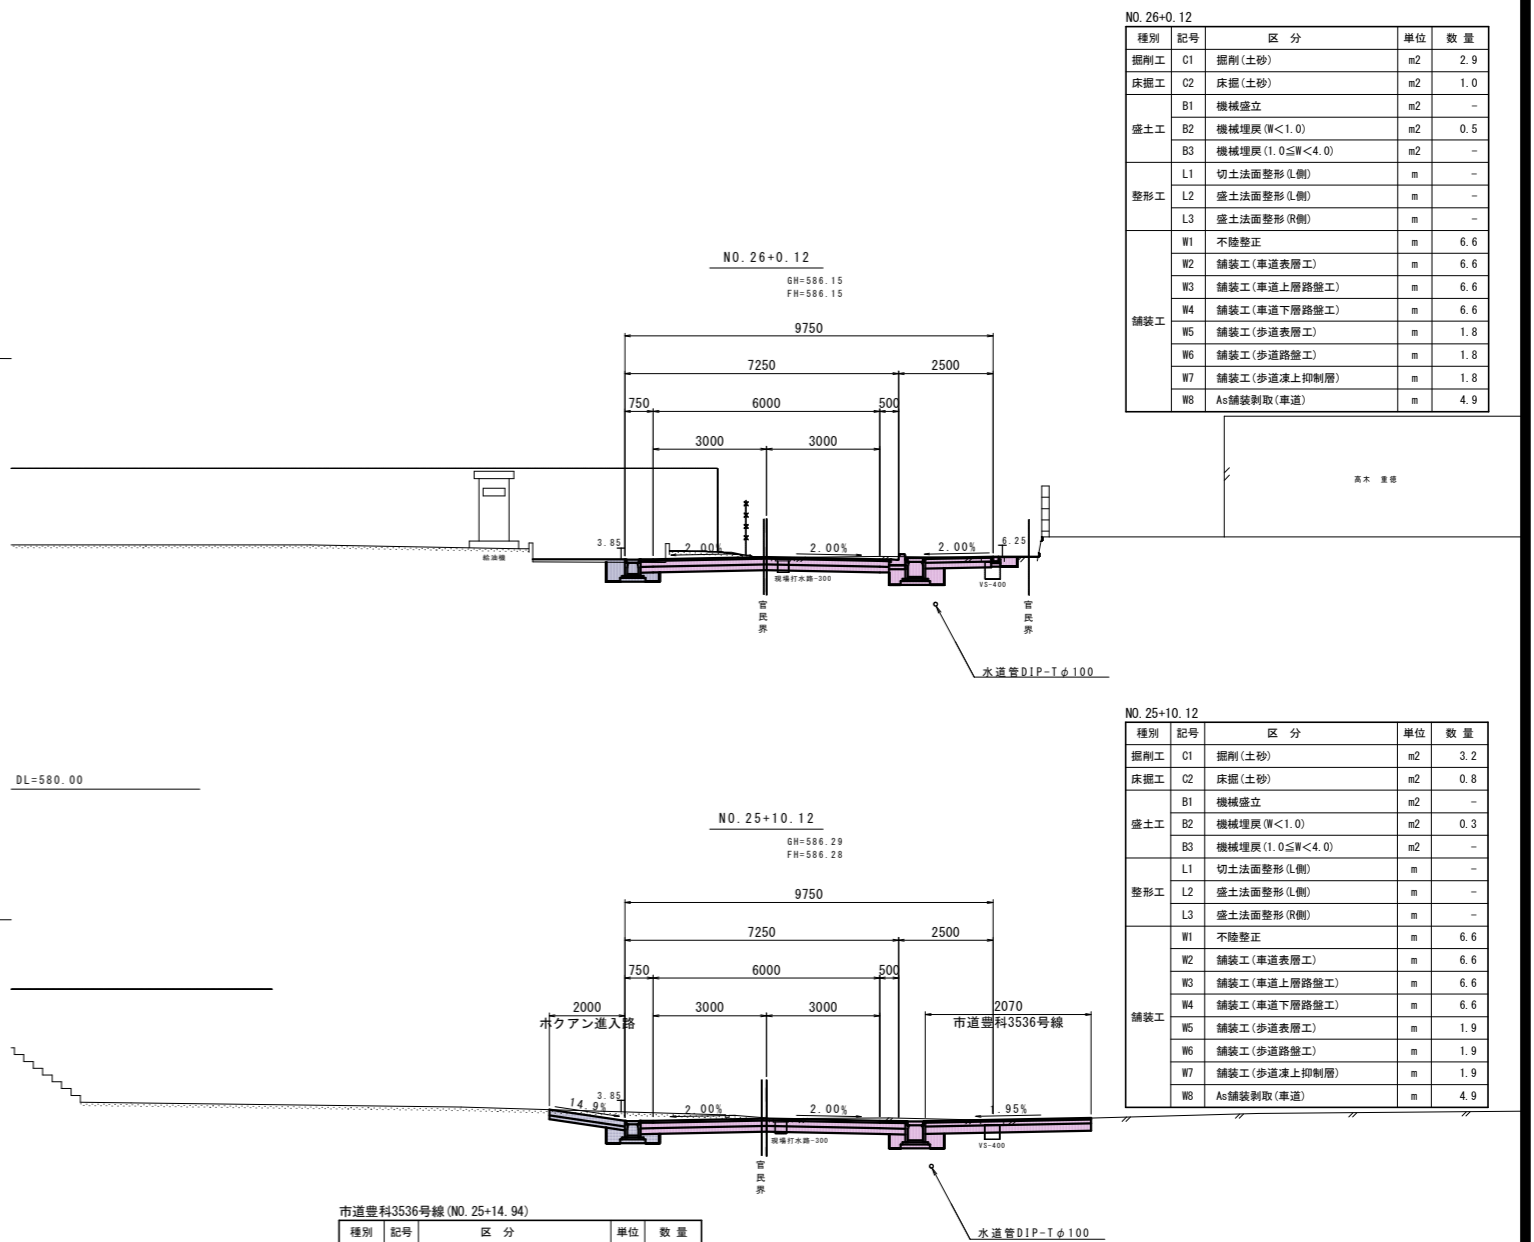 NO.26+0.12
種別 記号 区 分 単位 数 量
掘削工 C1 掘削(土砂) m2 2.9
床掘工 C2 床掘(土砂) m2 1.0
盛土工 B1 機械盛立 m2 -
B2 機械埋戻(W<1.0) m2 0.5
B3 機械埋戻(1.0≦W<4.0) m2 -
整形工 L1 切土法面整形(L側) m -
L2 盛土法面整形(L側) m -
L3 盛土法面整形(R側) m -
舗装工 W1 不陸整正 m 6.6
W2 舗装工(車道表層工) m 6.6
W3 舗装工(車道上層路盤工) m 6.6
W4 舗装工(車道下層路盤工) m 6.6
W5 舗装工(歩道表層工) m 1.8
W6 舗装工(歩道路盤工) m 1.8
W7 舗装工(歩道凍上抑制層) m 1.8
W8 As舗装剥取(車道) m 4.9
NO.26+0.12
GH=586.15
FH=586.15
9750
7250 2500
750 6000 500
3000 3000
高木 重徳
3.85 2.00% 2.00% 2.00% 6.25
給油機
現場打水路-300
VS-400
官民界
官民界
水道管DIP-Tφ100
NO.25+10.12
種別 記号 区 分 単位 数 量
掘削工 C1 掘削(土砂) m2 3.2
床掘工 C2 床掘(土砂) m2 0.8
盛土工 B1 機械盛立 m2 -
B2 機械埋戻(W<1.0) m2 0.3
B3 機械埋戻(1.0≦W<4.0) m2 -
整形工 L1 切土法面整形(L側) m -
L2 盛土法面整形(L側) m -
L3 盛土法面整形(R側) m -
舗装工 W1 不陸整正 m 6.6
W2 舗装工(車道表層工) m 6.6
W3 舗装工(車道上層路盤工) m 6.6
W4 舗装工(車道下層路盤工) m 6.6
W5 舗装工(歩道表層工) m 1.9
W6 舗装工(歩道路盤工) m 1.9
W7 舗装工(歩道凍上抑制層) m 1.9
W8 As舗装剥取(車道) m 4.9
DL=580.00
NO.25+10.12
GH=586.29
FH=586.28
9750
7250 2500
750 6000 500
2000 3000 3000 2070
ホクアン進入路 市道豊科3536号線
14.9% 3.85 2.00% 2.00% 1.95%
現場打水路-300
VS-400
官民界
水道管DIP-Tφ100
市道豊科3536号線(NO.25+14.94)
種別 記号 区 分 単位 数 量